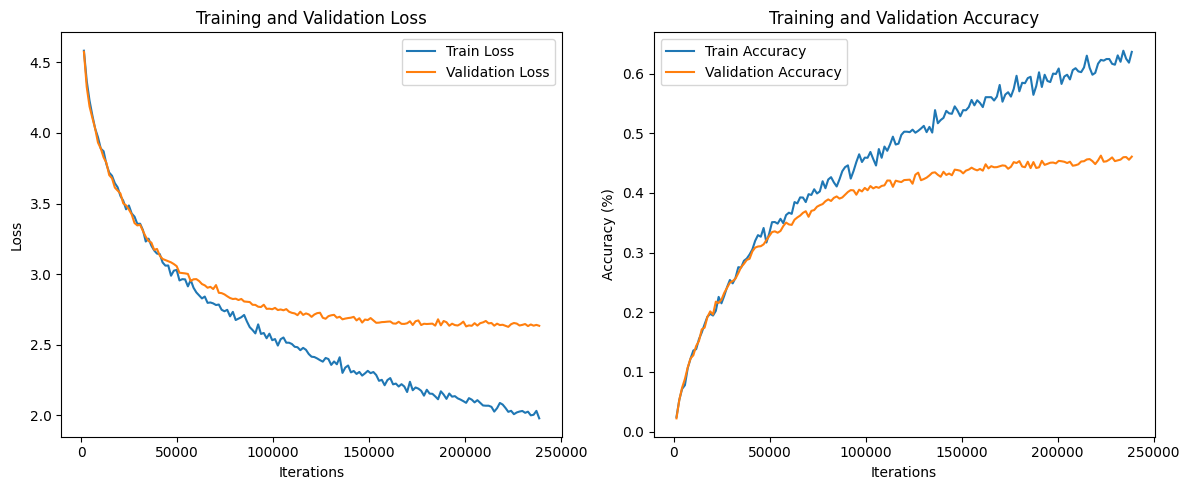 Training and Validation Loss
Train Loss
Validation Loss
4.5
4.0
3.5
3.0
2.5
2.0
Loss
0
50000
100000
150000
200000
250000
Iterations
Training and Validation Accuracy
Train Accuracy
Validation Accuracy
0.6
0.5
0.4
0.3
0.2
0.1
0.0
Accuracy (%)
0
50000
100000
150000
200000
250000
Iterations